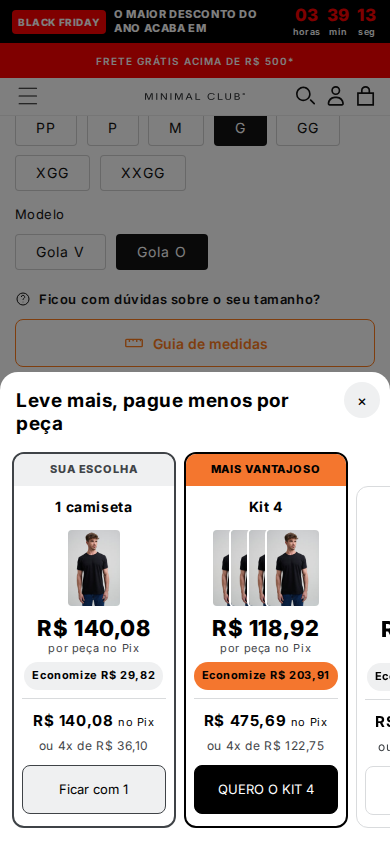 BLACK FRIDAY
O MAIOR DESCONTO DO
ANO ACABA EM
03 39 13
horas min seg
FRETE GRÁTIS ACIMA DE R$ 500*
MINIMAL CLUB
PP P M G GG
XGG XXGG
Modelo
Gola V Gola O
Ficou com dúvidas sobre o seu tamanho?
Guia de medidas
Leve mais, pague menos por
peça
×
SUA ESCOLHA
1 camiseta
R$ 140,08
por peça no Pix
Economize R$ 29,82
R$ 140,08 no Pix
ou 4x de R$ 36,10
Ficar com 1
MAIS VANTAJOSO
Kit 4
R$ 118,92
por peça no Pix
Economize R$ 203,91
R$ 475,69 no Pix
ou 4x de R$ 122,75
QUERO O KIT 4